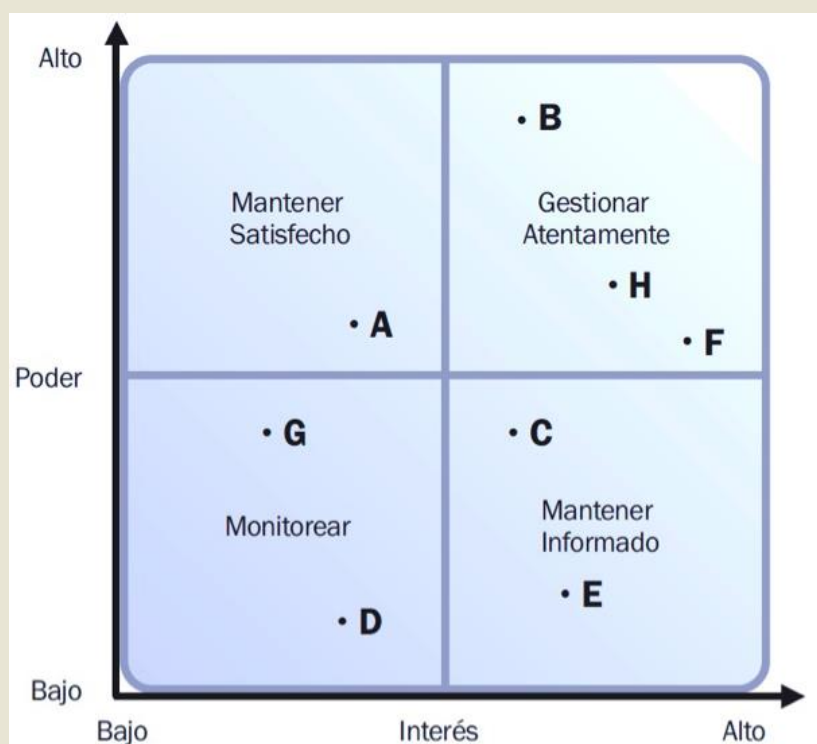 Alto
B
Mantener
Satisfecho
Gestionar
Atentamente
H
A
F
Poder
G
C
Monitorear
Mantener
Informado
E
D
Bajo
Bajo
Interés
Alto